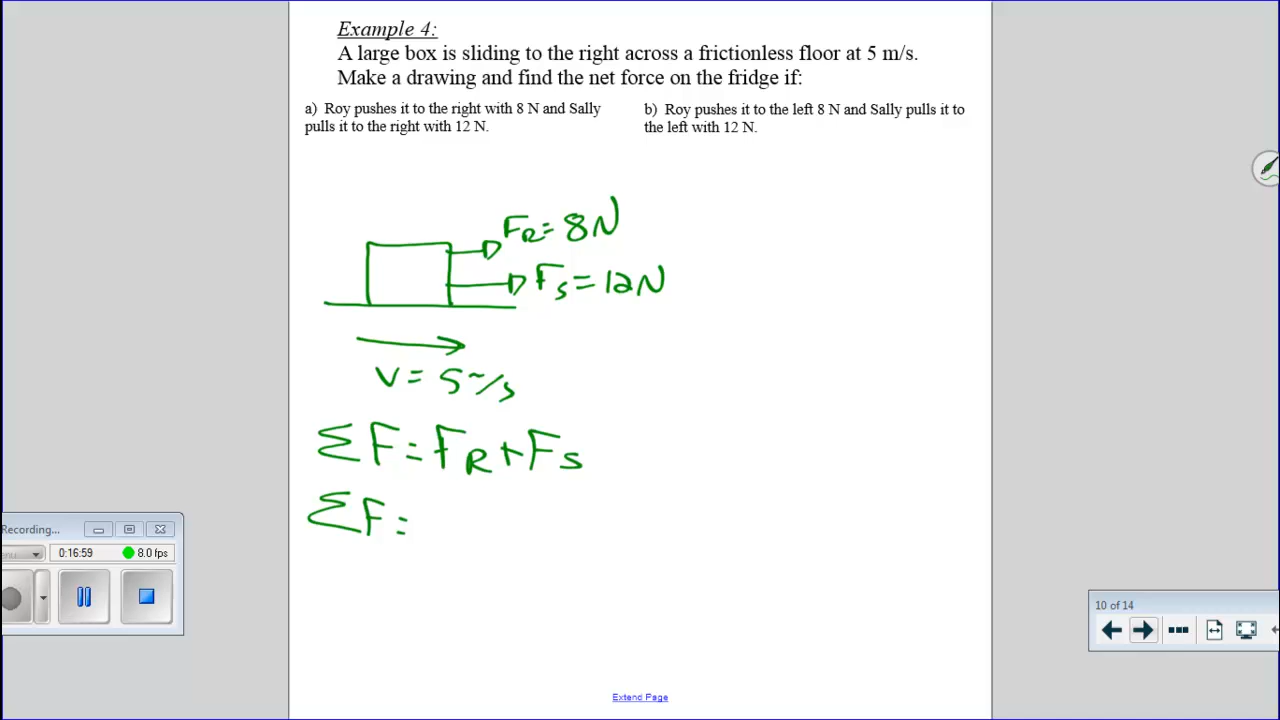 Example 4:
A large box is sliding to the right across a frictionless floor at 5 m/s.
Make a drawing and find the net force on the fridge if:
a) Roy pushes it to the right with 8 N and Sally
pulls it to the right with 12 N.
b) Roy pushes it to the left 8 N and Sally pulls it to
the left with 12 N.
FR = 8N
FS = 12N
V = 5 m/s
ΣF = FR + FS
ΣF =
Recording...
0:16:59
8.0 fps
10 of 14
Extend Page